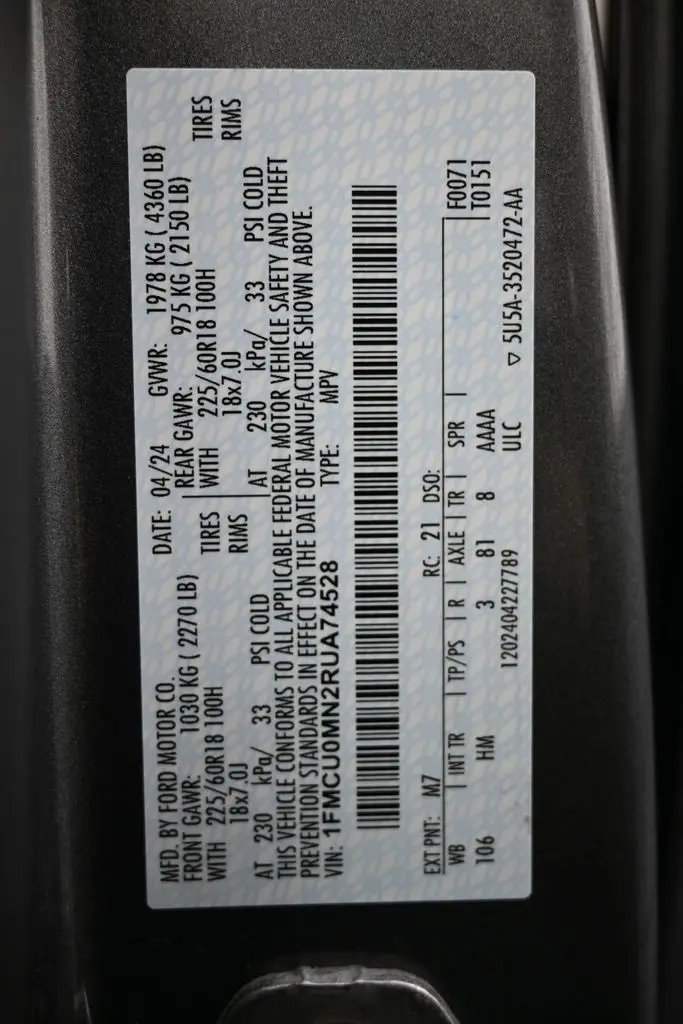 MFD. BY FORD MOTOR CO.
DATE: 04/24 GVWR: 1978 KG ( 4360 LB)
FRONT GAWR: 1030 KG ( 2270 LB)
REAR GAWR: 975 KG ( 2150 LB)
WITH 225/60R18 100H TIRES
WITH 225/60R18 100H TIRES
18x7.0J RIMS
18x7.0J RIMS
AT 230 kPa/ 33 PSI COLD
AT 230 kPa/ 33 PSI COLD
THIS VEHICLE CONFORMS TO ALL APPLICABLE FEDERAL MOTOR VEHICLE SAFETY AND THEFT
PREVENTION STANDARDS IN EFFECT ON THE DATE OF MANUFACTURE SHOWN ABOVE.
VIN: 1FMCU0MN2RUA74528 TYPE: MPV
EXT PNT: M7 RC: 21 DSO: F0071
WB INT TR TP/PS R AXLE TR SPR T0151
106 HM 3 81 8 AAAA
1202404227789 ULC ▽ 5U5A-3520472-AA